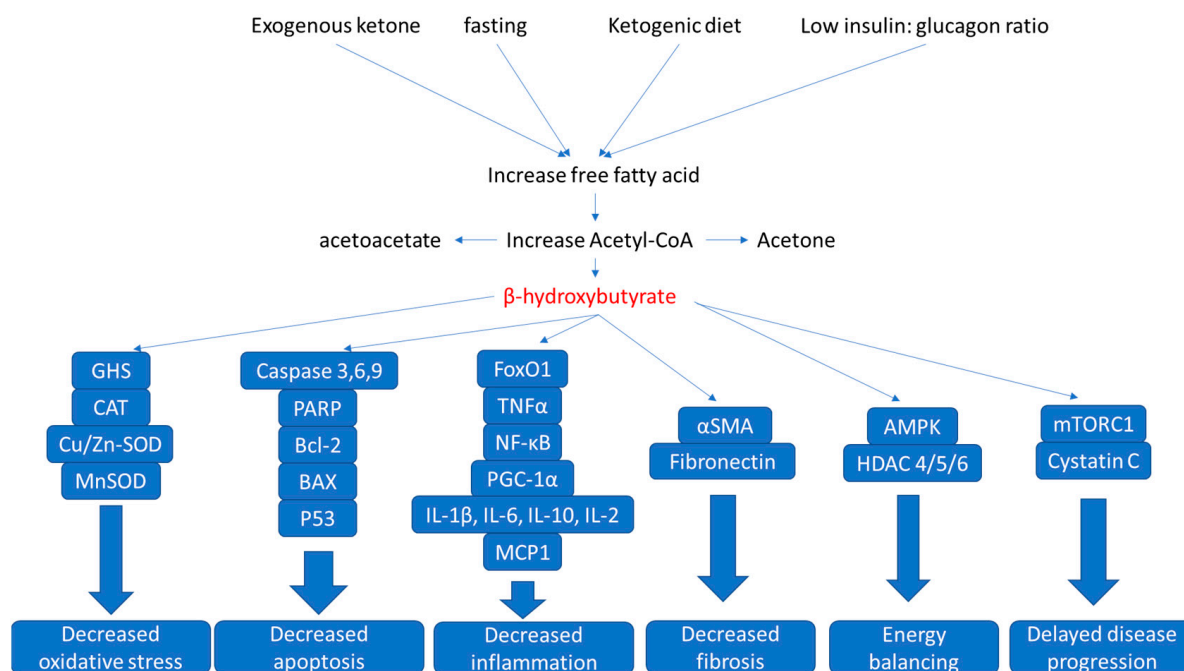 Exogenous ketone
fasting
Ketogenic diet
Low insulin: glucagon ratio
Increase free fatty acid
acetoacetate
Increase Acetyl-CoA
Acetone
β-hydroxybutyrate
GHS
CAT
Cu/Zn-SOD
MnSOD
Decreased
oxidative stress
Caspase 3,6,9
PARP
Bcl-2
BAX
P53
Decreased
apoptosis
FoxO1
TNFα
NF-κB
PGC-1α
IL-1β, IL-6, IL-10, IL-2
MCP1
Decreased
inflammation
αSMA
Fibronectin
Decreased
fibrosis
AMPK
HDAC 4/5/6
Energy
balancing
mTORC1
Cystatin C
Delayed disease
progression